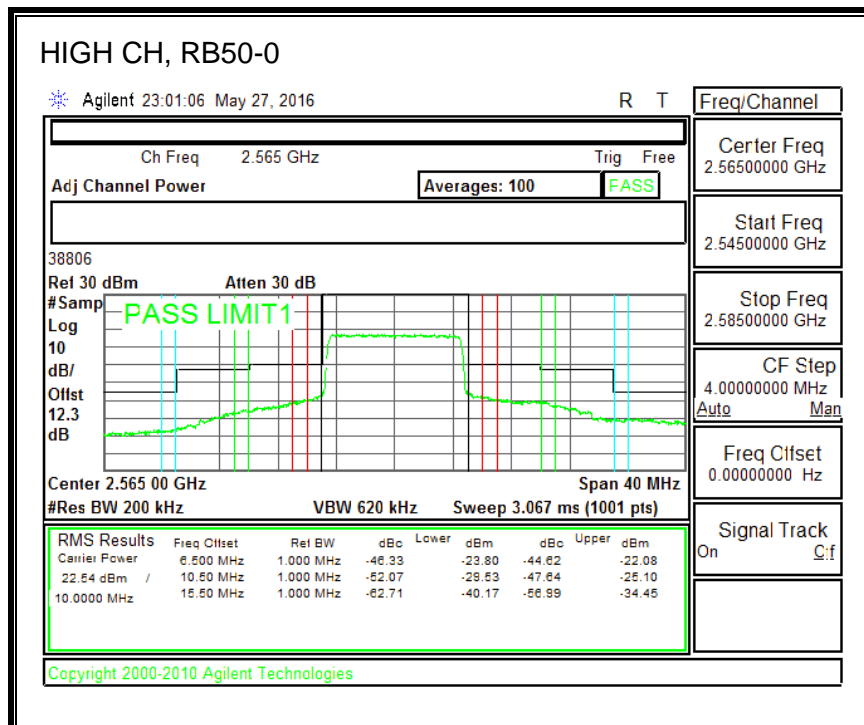 HIGH CH, RB50-0
Agilent 23:01:06 May 27, 2016 R T
Freq/Channel
Ch Freq 2.565 GHz Trig Free
Adj Channel Power Averages: 100 PASS
Center Freq
2.56500000 GHz
Start Freq
2.54500000 GHz
38806
Ref 30 dBm Atten 30 dB
#Samp
Log
10
dB/
Offst
12.3
dB
PASS LIMIT1
Stop Freq
2.58500000 GHz
CF Step
4.00000000 MHz
Auto Man
Freq Offset
0.00000000 Hz
Center 2.565 00 GHz Span 40 MHz
#Res BW 200 kHz VBW 620 kHz Sweep 3.067 ms (1001 pts)
Signal Track
On Off
RMS Results Freq Offset Ref BW dBc Lower dBm dBc Upper dBm
Carrier Power 6.500 MHz 1.000 MHz -46.33 -23.80 -44.62 -22.08
22.54 dBm / 10.50 MHz 1.000 MHz -52.07 -29.53 -47.64 -25.10
10.0000 MHz 15.50 MHz 1.000 MHz -62.71 -40.17 -56.99 -34.45
Copyright 2000-2010 Agilent Technologies